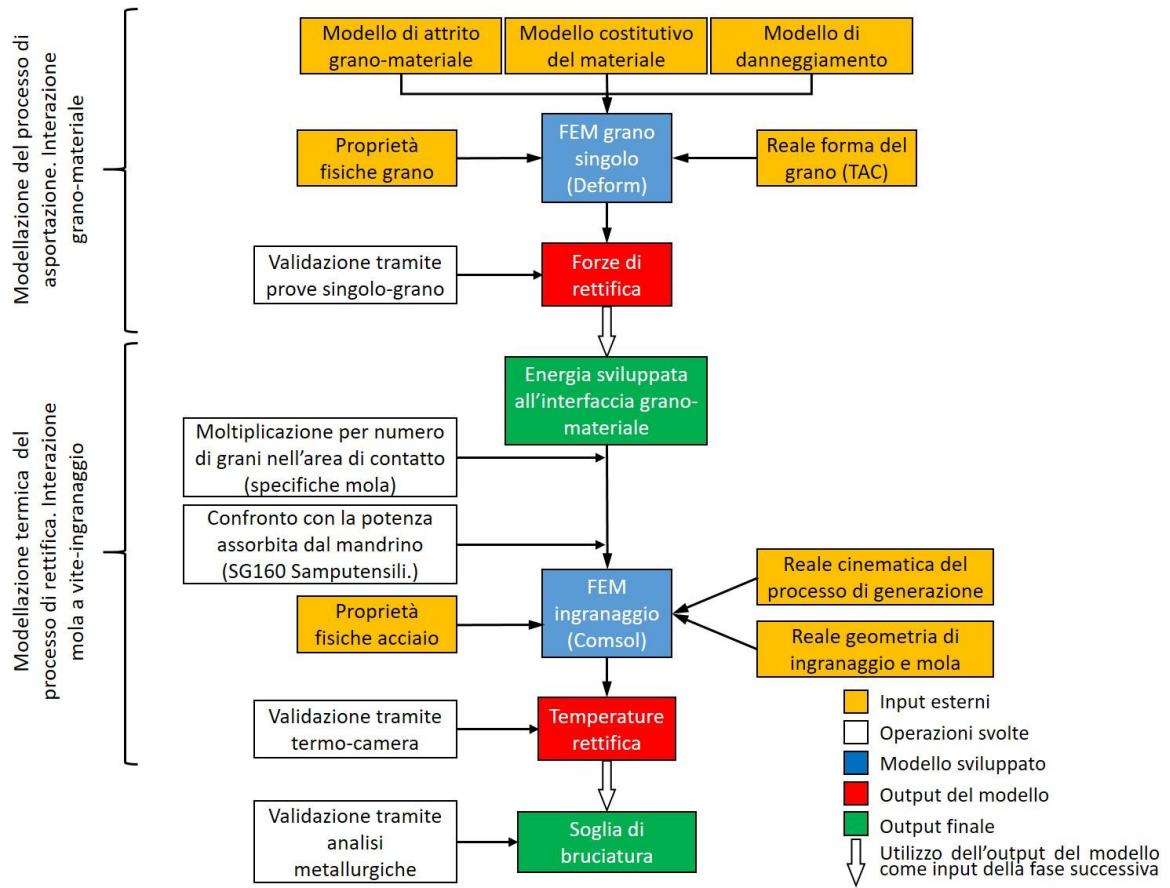 Modellazione del processo di
asportazione. Interazione
grano-materiale
Modello di attrito
grano-materiale
Modello costitutivo
del materiale
Modello di
danneggiamento
Proprietà
fisiche grano
FEM grano
singolo
(Deform)
Reale forma del
grano (TAC)
Validazione tramite
prove singolo-grano
Forze di
rettifica
Modellazione termica del
processo di rettifica. Interazione
mola a vite-ingranaggio
Energia sviluppata
all’interfaccia grano-
materiale
Moltiplicazione per numero
di grani nell’area di contatto
(specifiche mola)
Confronto con la potenza
assorbita dal mandrino
(SG160 Samputensili.)
Proprietà
fisiche acciaio
FEM
ingranaggio
(Comsol)
Reale cinematica del
processo di generazione
Reale geometria di
ingranaggio e mola
Validazione tramite
termo-camera
Temperature
rettifica
Validazione tramite
analisi
metallurgiche
Soglia di
bruciatura
Input esterni
Operazioni svolte
Modello sviluppato
Output del modello
Output finale
Utilizzo dell’output del modello
come input della fase successiva